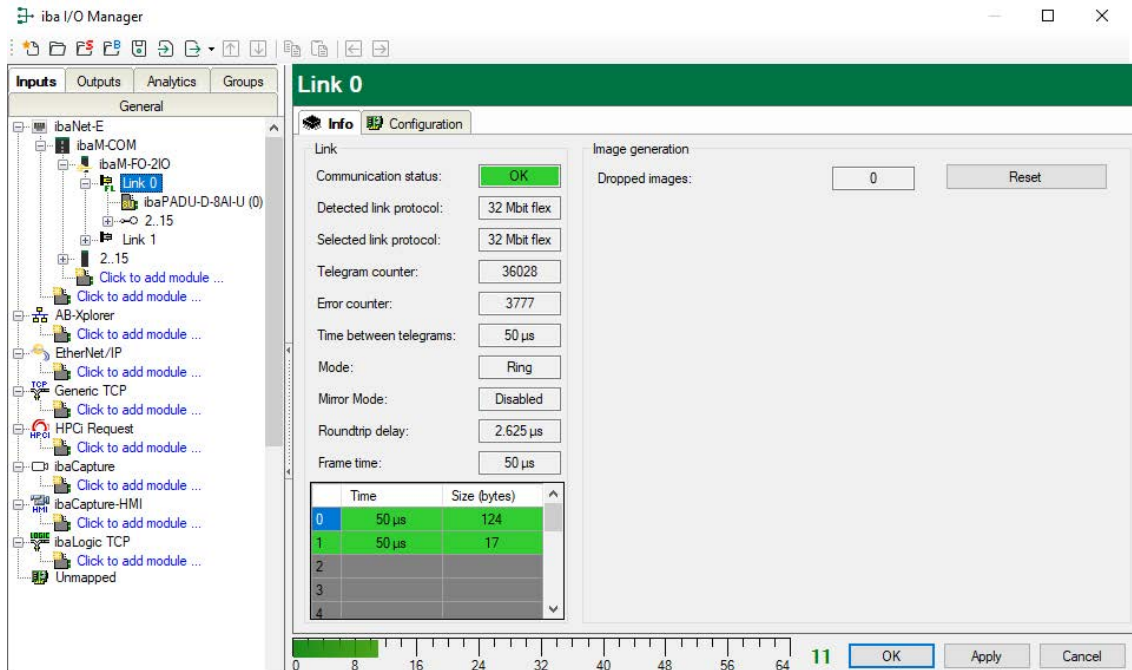 iba I/O Manager
Inputs Outputs Analytics Groups
General
ibaNet-E
ibaM-COM
ibaM-FO-2IO
FL Link 0
ibaPADU-D-8AI-U (0)
2..15
Link 1
2..15
Click to add module ...
Click to add module ...
AB-Xplorer
Click to add module ...
EtherNet/IP
Click to add module ...
TCP Generic TCP
Click to add module ...
HPCi HPCi Request
Click to add module ...
ibaCapture
Click to add module ...
HMI ibaCapture-HMI
Click to add module ...
LOGIC ibaLogic TCP
Click to add module ...
Unmapped
Link 0
Info Configuration
Link
Communication status: OK
Detected link protocol: 32 Mbit flex
Selected link protocol: 32 Mbit flex
Telegram counter: 36028
Error counter: 3777
Time between telegrams: 50 µs
Mode: Ring
Mirror Mode: Disabled
Roundtrip delay: 2.625 µs
Frame time: 50 µs
Time Size (bytes)
0 50 µs 124
1 50 µs 17
2
3
4
Image generation
Dropped images: 0 Reset
0 8 16 24 32 40 48 56 64
11 OK Apply Cancel